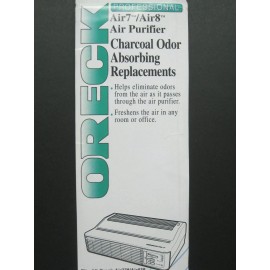 ORECK
PROFESSIONAL
Air7™/Air8™
Air Purifier
Charcoal Odor
Absorbing
Replacements
• Helps eliminate odors
from the air as it passes
through the air purifier.
• Freshens the air in any
room or office.